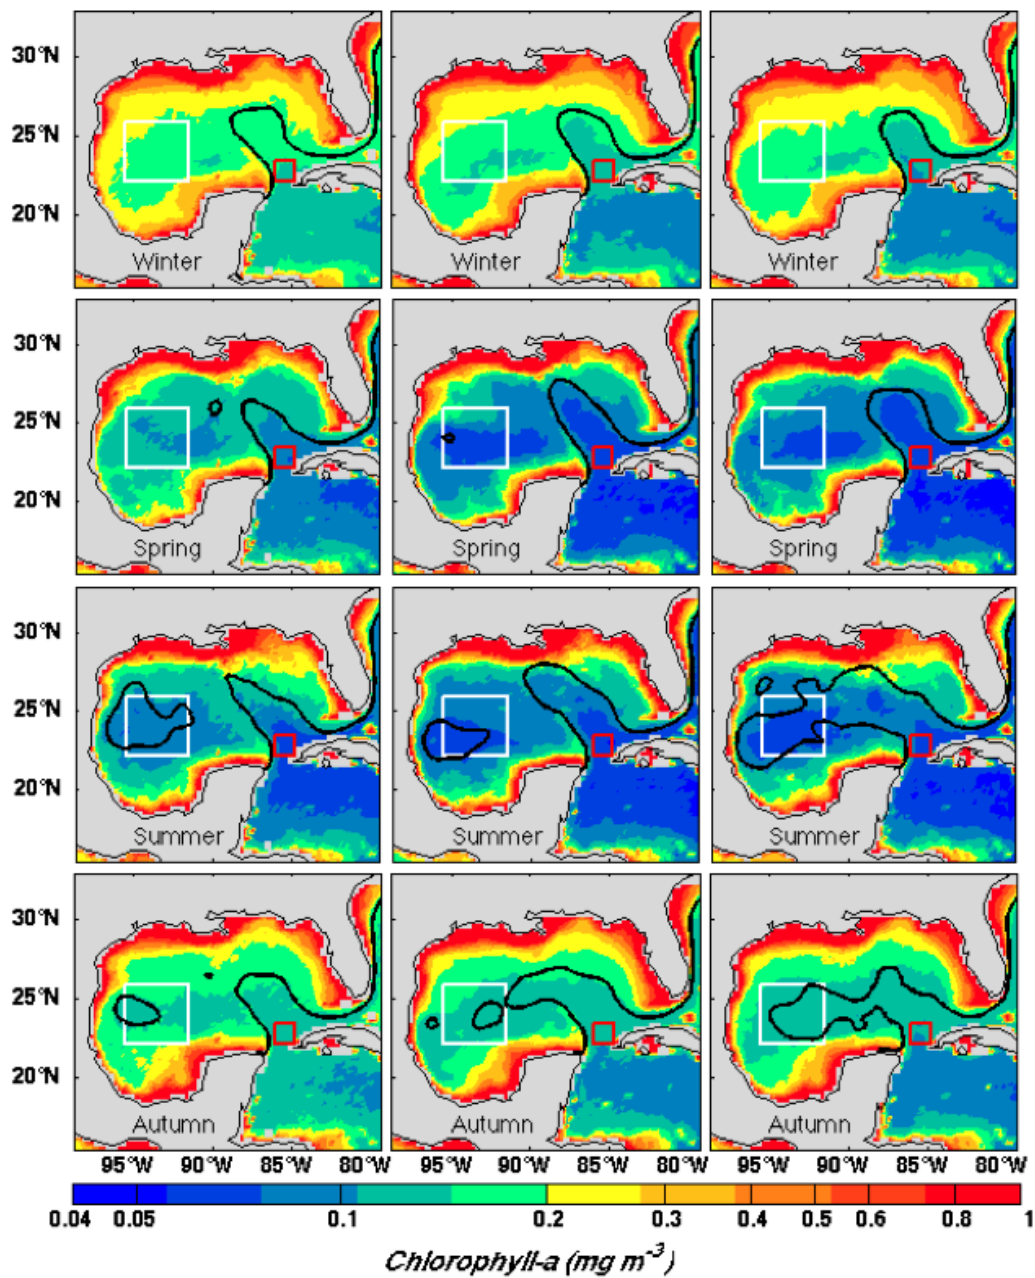 30°N
25°N
20°N
Winter Winter Winter
30°N
25°N
20°N
Spring Spring Spring
30°N
25°N
20°N
Summer Summer Summer
30°N
25°N
20°N
Autumn Autumn Autumn
95°W 90°W 85°W 80°W 95°W 90°W 85°W 80°W 95°W 90°W 85°W 80°W
0.04 0.05 0.1 0.2 0.3 0.4 0.5 0.6 0.8 1
Chlorophyll-a (mg m⁻³)